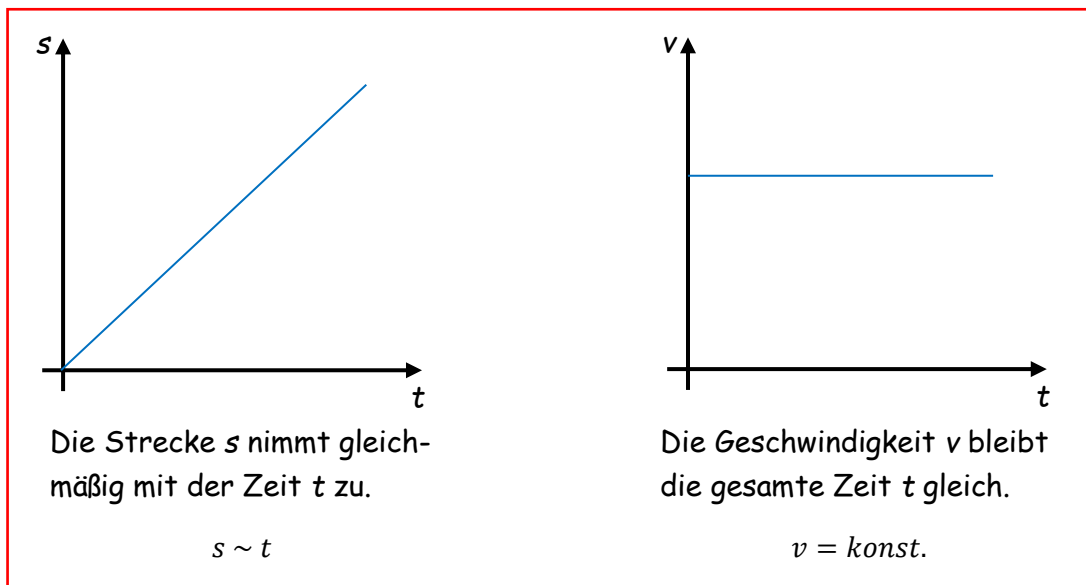 s
t
Die Strecke s nimmt gleich-
mäßig mit der Zeit t zu.
s ~ t
v
t
Die Geschwindigkeit v bleibt
die gesamte Zeit t gleich.
v = konst.